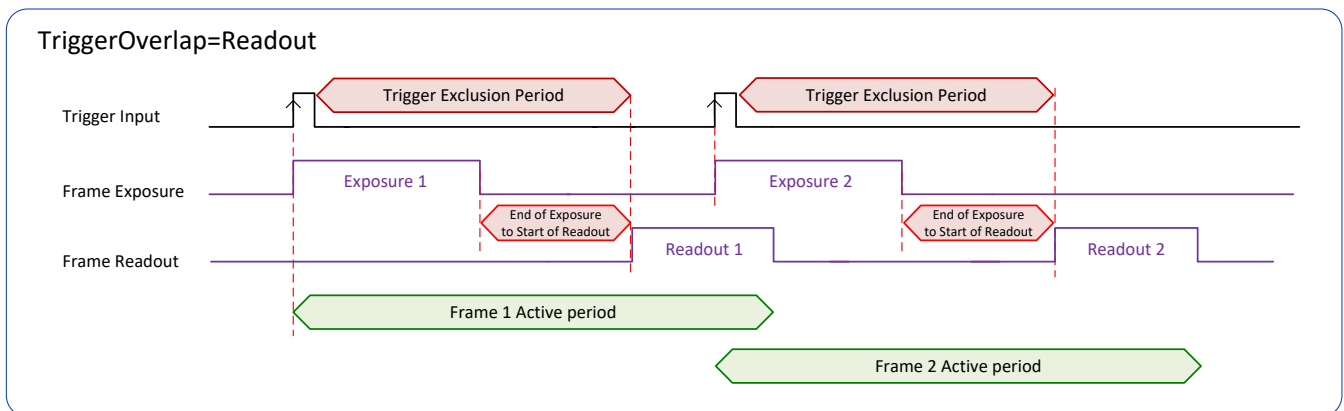 TriggerOverlap=Readout
Trigger Exclusion Period
Trigger Exclusion Period
Trigger Input
Frame Exposure
Exposure 1
Exposure 2
End of Exposure
to Start of Readout
End of Exposure
to Start of Readout
Frame Readout
Readout 1
Readout 2
Frame 1 Active period
Frame 2 Active period